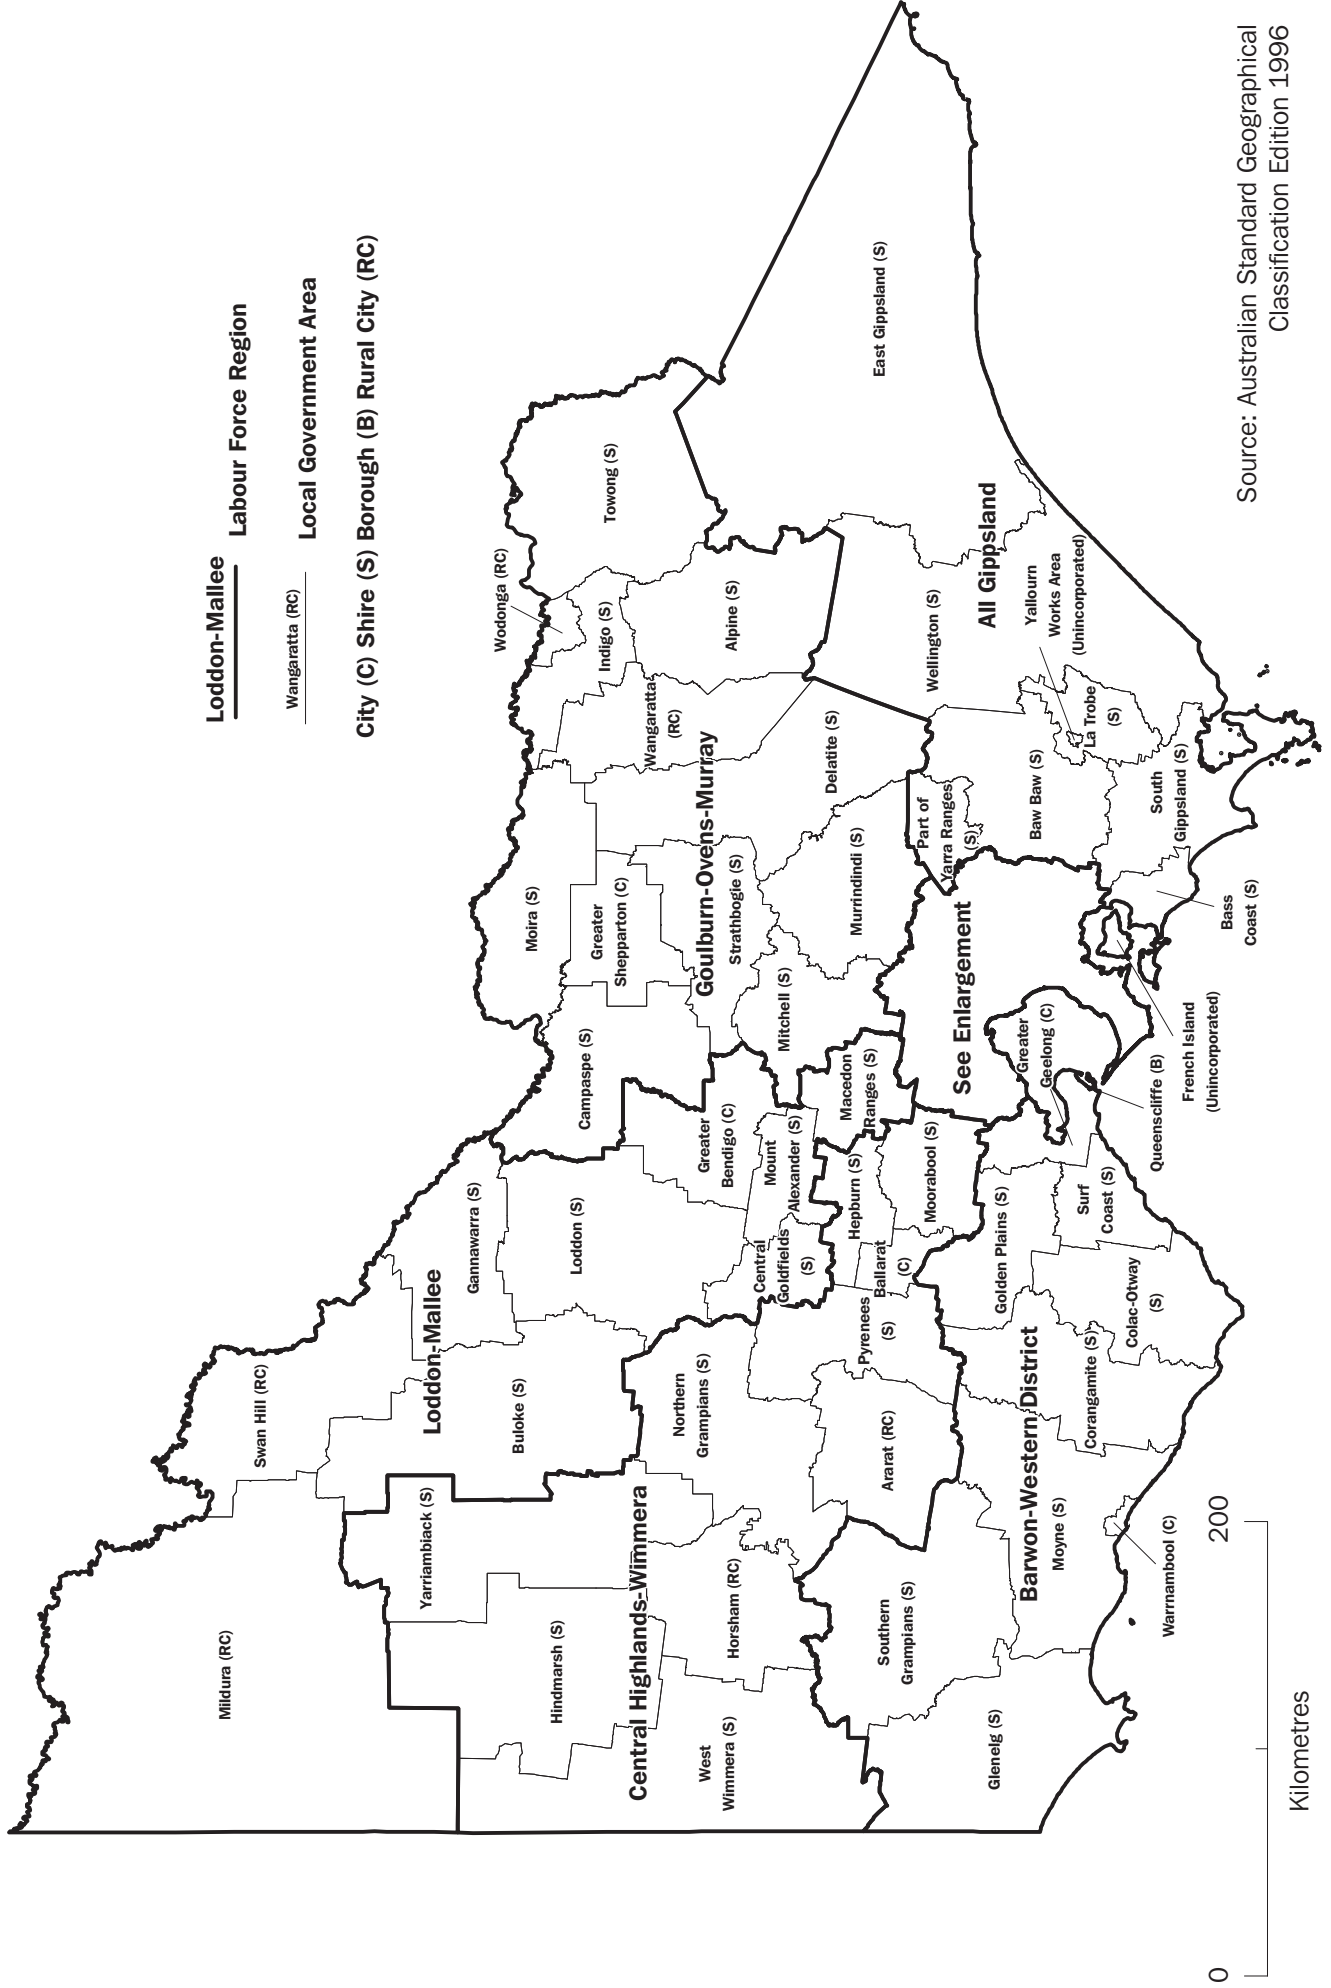 Loddon-Mallee
Labour Force Region
Wangaratta (RC)
Local Government Area
City (C) Shire (S) Borough (B) Rural City (RC)
Mildura (RC)
Swan Hill (RC)
Yarriambiack (S)
Loddon-Mallee
Gannawarra (S)
Buloke (S)
Loddon (S)
Hindmarsh (S)
Campaspe (S)
Moira (S)
Wodonga (RC)
Towong (S)
Indigo (S)
Greater
Shepparton (C)
Wangaratta
(RC)
Central Highlands-Wimmera
Northern
Grampians (S)
Greater
Bendigo (C)
Goulburn-Ovens-Murray
Strathbogie (S)
Alpine (S)
West
Wimmera (S)
Horsham (RC)
Central
Goldfields
(S)
Mount
Alexander (S)
Mitchell (S)
Delatite (S)
Pyrenees
(S)
Hepburn (S)
Macedon
Ranges (S)
Murrindindi (S)
East Gippsland (S)
Southern
Grampians (S)
Ararat (RC)
Ballarat
(C)
Moorabool (S)
Part of
Yarra Ranges
(S)
Wellington (S)
See Enlargement
All Gippsland
Glenelg (S)
Golden Plains (S)
Greater
Geelong (C)
Baw Baw (S)
Yallourn
Works Area
(Unincorporated)
Barwon-Western District
Moyne (S)
Corangamite (S)
Surf
Coast (S)
La Trobe
(S)
Colac-Otway
(S)
South
Gippsland (S)
Warrnambool (C)
Queenscliffe (B)
French Island
(Unincorporated)
Bass
Coast (S)
0
200
Kilometres
Source: Australian Standard Geographical
Classification Edition 1996